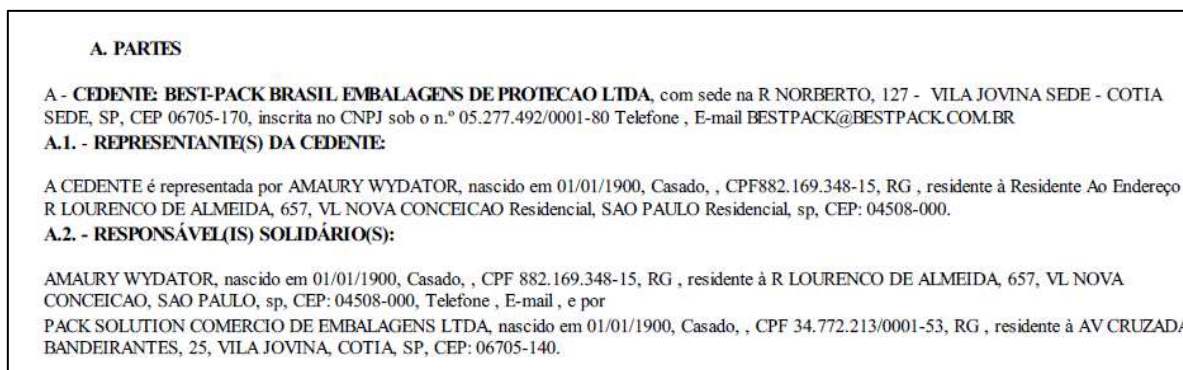 A. PARTES
A - CEDENTE: BEST-PACK BRASIL EMBALAGENS DE PROTECAO LTDA, com sede na R NORBERTO, 127 - VILA JOVINA SEDE - COTIA
SEDE, SP, CEP 06705-170, inscrita no CNPJ sob o n.º 05.277.492/0001-80 Telefone , E-mail BESTPACK@BESTPACK.COM.BR
A.1. - REPRESENTANTE(S) DA CEDENTE:
A CEDENTE é representada por AMAURY WYDATOR, nascido em 01/01/1900, Casado, , CPF882.169.348-15, RG , residente à Residente Ao Endereço
R LOURENCO DE ALMEIDA, 657, VL NOVA CONCEICAO Residencial, SAO PAULO Residencial, sp, CEP: 04508-000.
A.2. - RESPONSÁVEL(IS) SOLIDÁRIO(S):
AMAURY WYDATOR, nascido em 01/01/1900, Casado, , CPF 882.169.348-15, RG , residente à R LOURENCO DE ALMEIDA, 657, VL NOVA
CONCEICAO, SAO PAULO, sp, CEP: 04508-000, Telefone , E-mail , e por
PACK SOLUTION COMERCIO DE EMBALAGENS LTDA, nascido em 01/01/1900, Casado, , CPF 34.772.213/0001-53, RG , residente à AV CRUZADA
BANDEIRANTES, 25, VILA JOVINA, COTIA, SP, CEP: 06705-140.